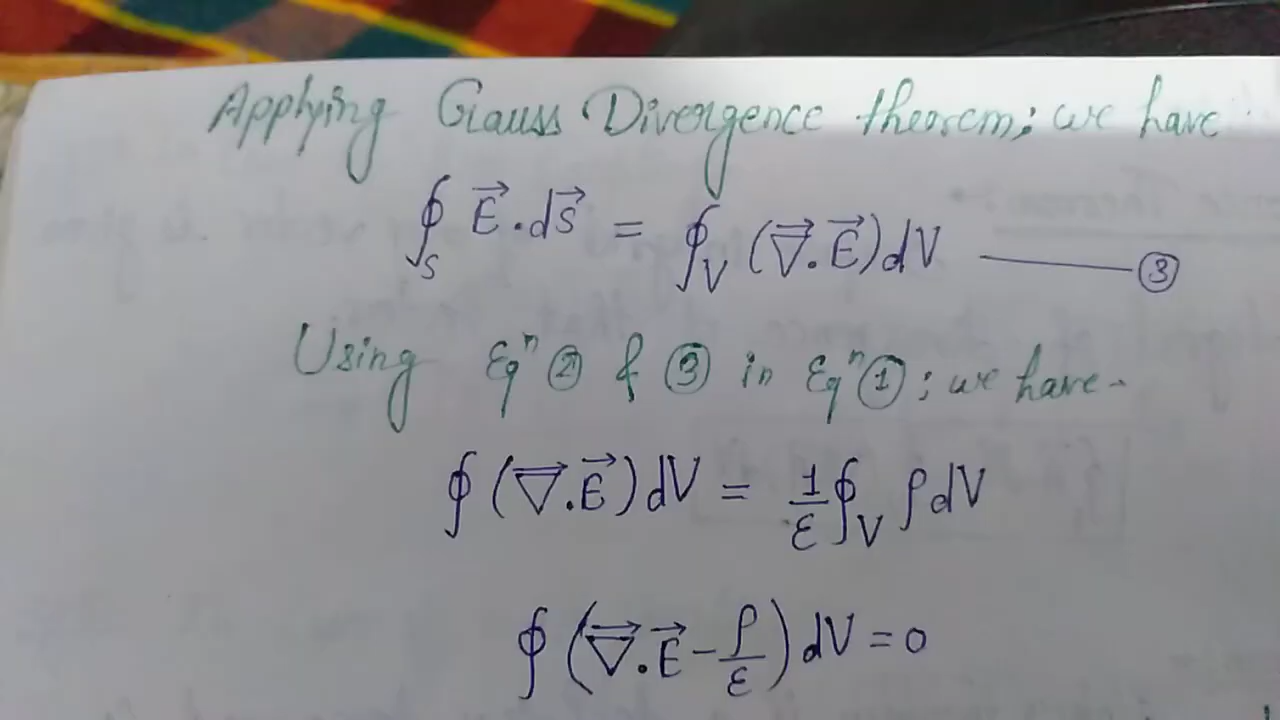 Applying Gauss Divergence theorem; we have
∮_S E⃗.ds⃗ = ∮_V (∇⃗.E⃗)dV —— ③
Using Eqⁿ ② & ③ in Eqⁿ ①; we have-
∮ (∇⃗.E⃗)dV = 1/ε ∮_V ρdV
∮ (∇⃗.E⃗ - ρ/ε) dV = 0